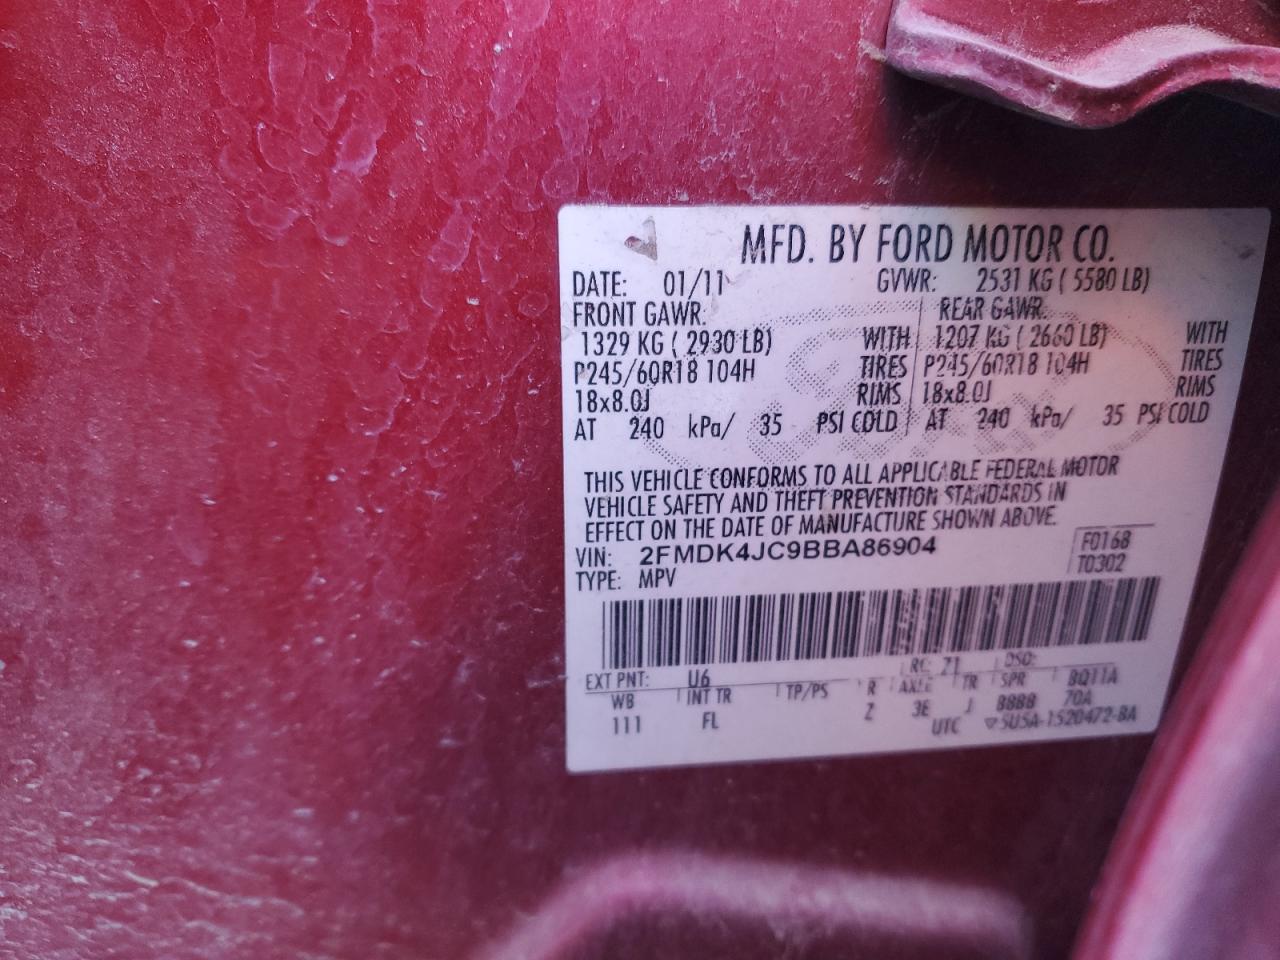 MFD. BY FORD MOTOR CO.
DATE: 01/11 GVWR: 2531 KG ( 5580 LB)
FRONT GAWR: REAR GAWR:
1329 KG ( 2930 LB) WITH 1207 KG ( 2660 LB) WITH
P245/60R18 104H TIRES P245/60R18 104H TIRES
18x8.0J RIMS 18x8.0J RIMS
AT 240 kPa/ 35 PSI COLD AT 240 kPa/ 35 PSI COLD
THIS VEHICLE CONFORMS TO ALL APPLICABLE FEDERAL MOTOR
VEHICLE SAFETY AND THEFT PREVENTION STANDARDS IN
EFFECT ON THE DATE OF MANUFACTURE SHOWN ABOVE.
VIN: 2FMDK4JC9BBA86904 F0168
TYPE: MPV T0302
EXT PNT: U6 RC: 21 DSO:
WB INT TR TP/PS R AXLE TR SPR BQ11A
111 FL Z 3E J 8888 70A
UTC ▽5U5A-1520472-BA